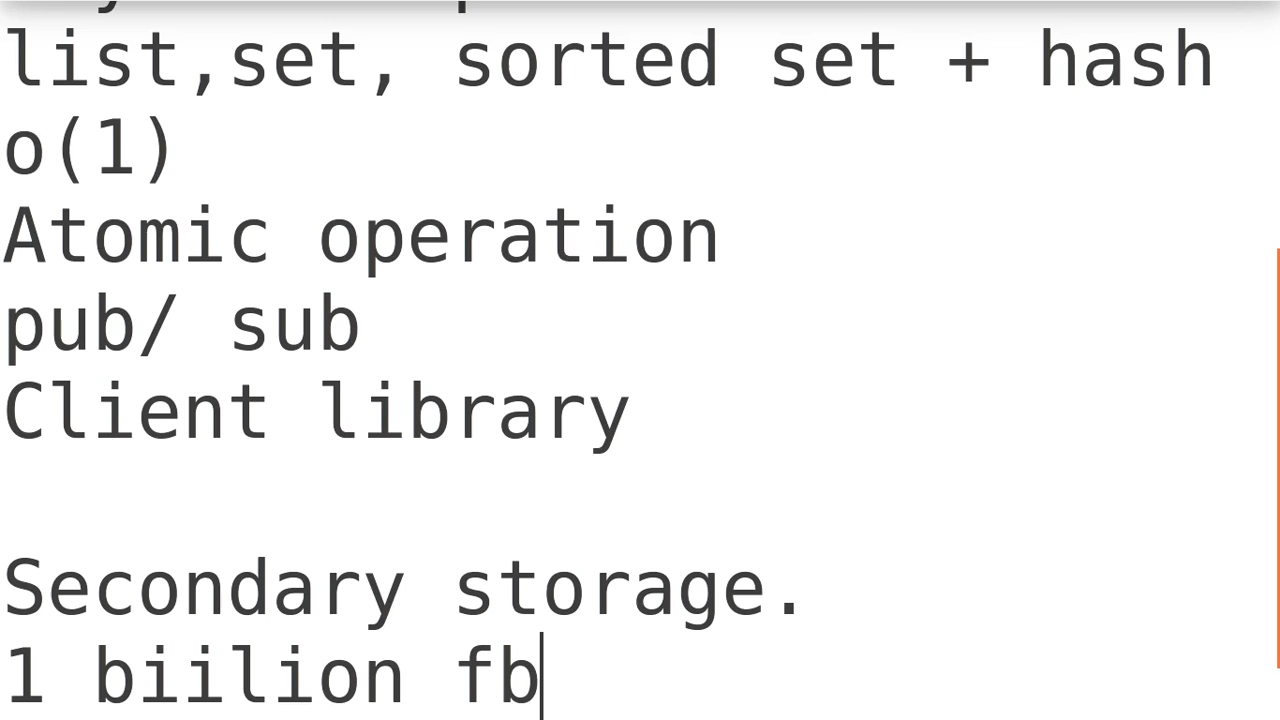 list,set, sorted set + hash
o(1)
Atomic operation
pub/ sub
Client library
Secondary storage.
1 biilion fb